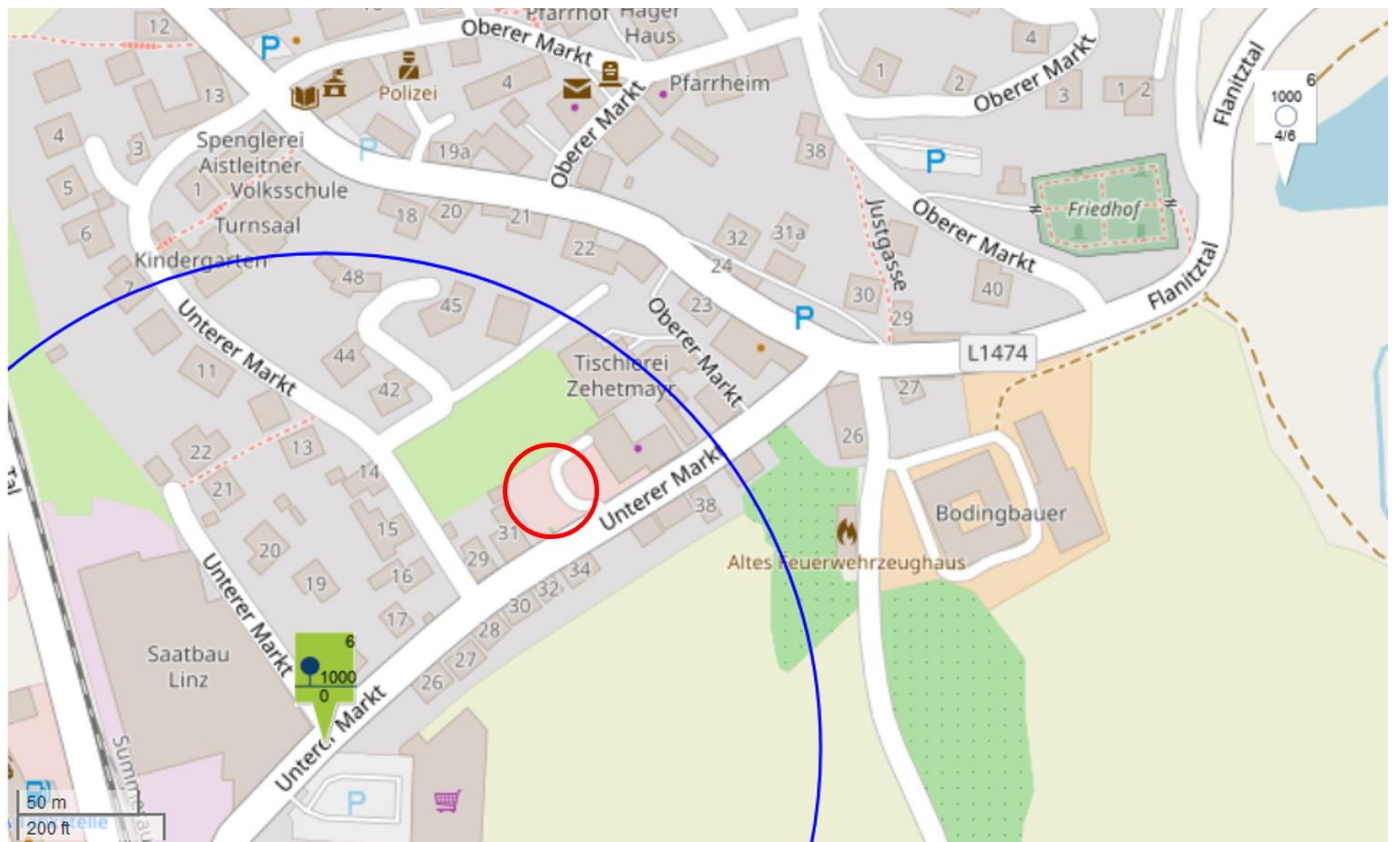 12
P
Oberer Markt
Pfarrhof
Hager
Haus
4
13
Polizei
4
Pfarrheim
1
2
Oberer Markt
3
1
2
Flanitztal
6
1000
4/6
4
3
5
6
Spenglerei
Aistleitner
1
Volksschule
Turnsaal
Kindergarten
7
P
19a
18
20
21
22
Oberer Markt
38
P
Justgasse
Oberer Markt
Friedhof
Flanitztal
32
31a
24
23
30
29
40
P
L1474
27
26
48
45
44
42
11
Unterer Markt
Tischlerei
Zehetmayr
Oberer Markt
22
21
13
14
15
20
19
16
17
31
29
Unterer Markt
38
34
32
30
28
27
26
Altes Feuerwehrzeughaus
Bodingbauer
Saatbau
Linz
Unterer Markt
6
1000
0
Unterer Markt
P
50 m
200 ft